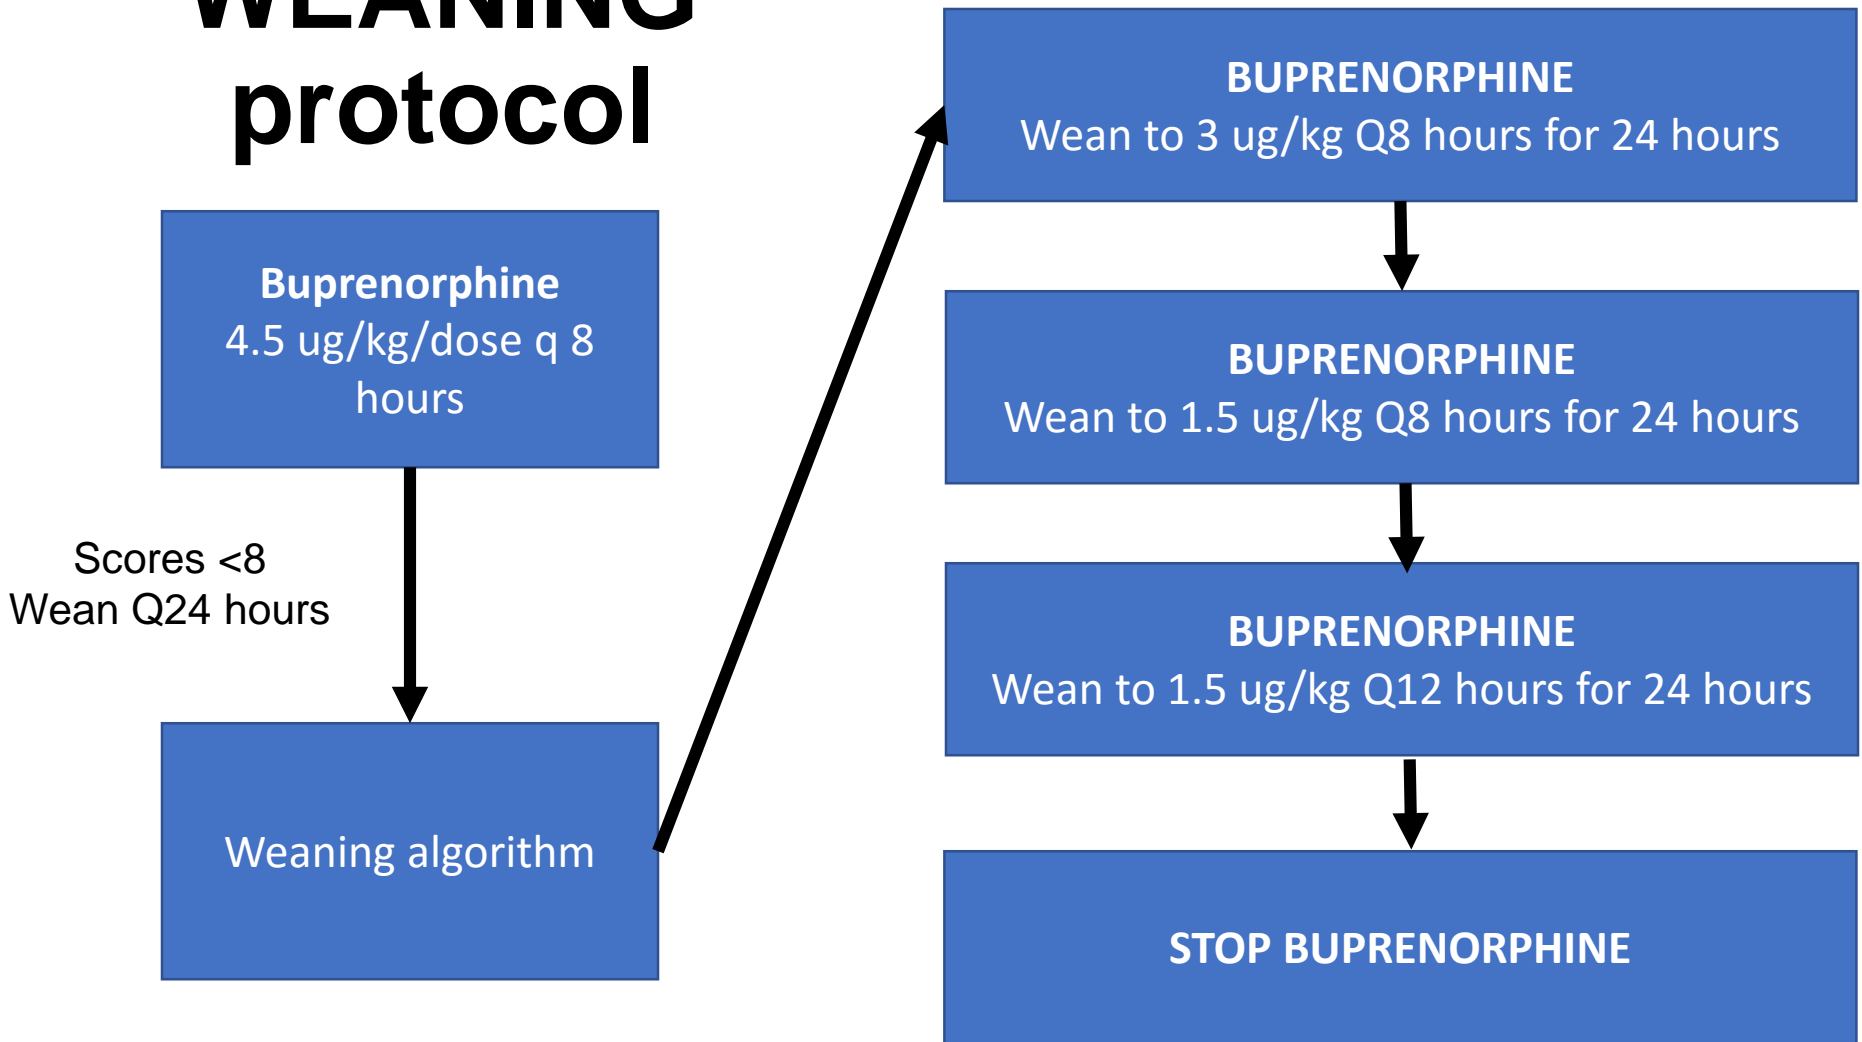 WEANING
protocol
Buprenorphine
4.5 ug/kg/dose q 8
hours
Scores <8
Wean Q24 hours
Weaning algorithm
BUPRENORPHINE
Wean to 3 ug/kg Q8 hours for 24 hours
BUPRENORPHINE
Wean to 1.5 ug/kg Q8 hours for 24 hours
BUPRENORPHINE
Wean to 1.5 ug/kg Q12 hours for 24 hours
STOP BUPRENORPHINE